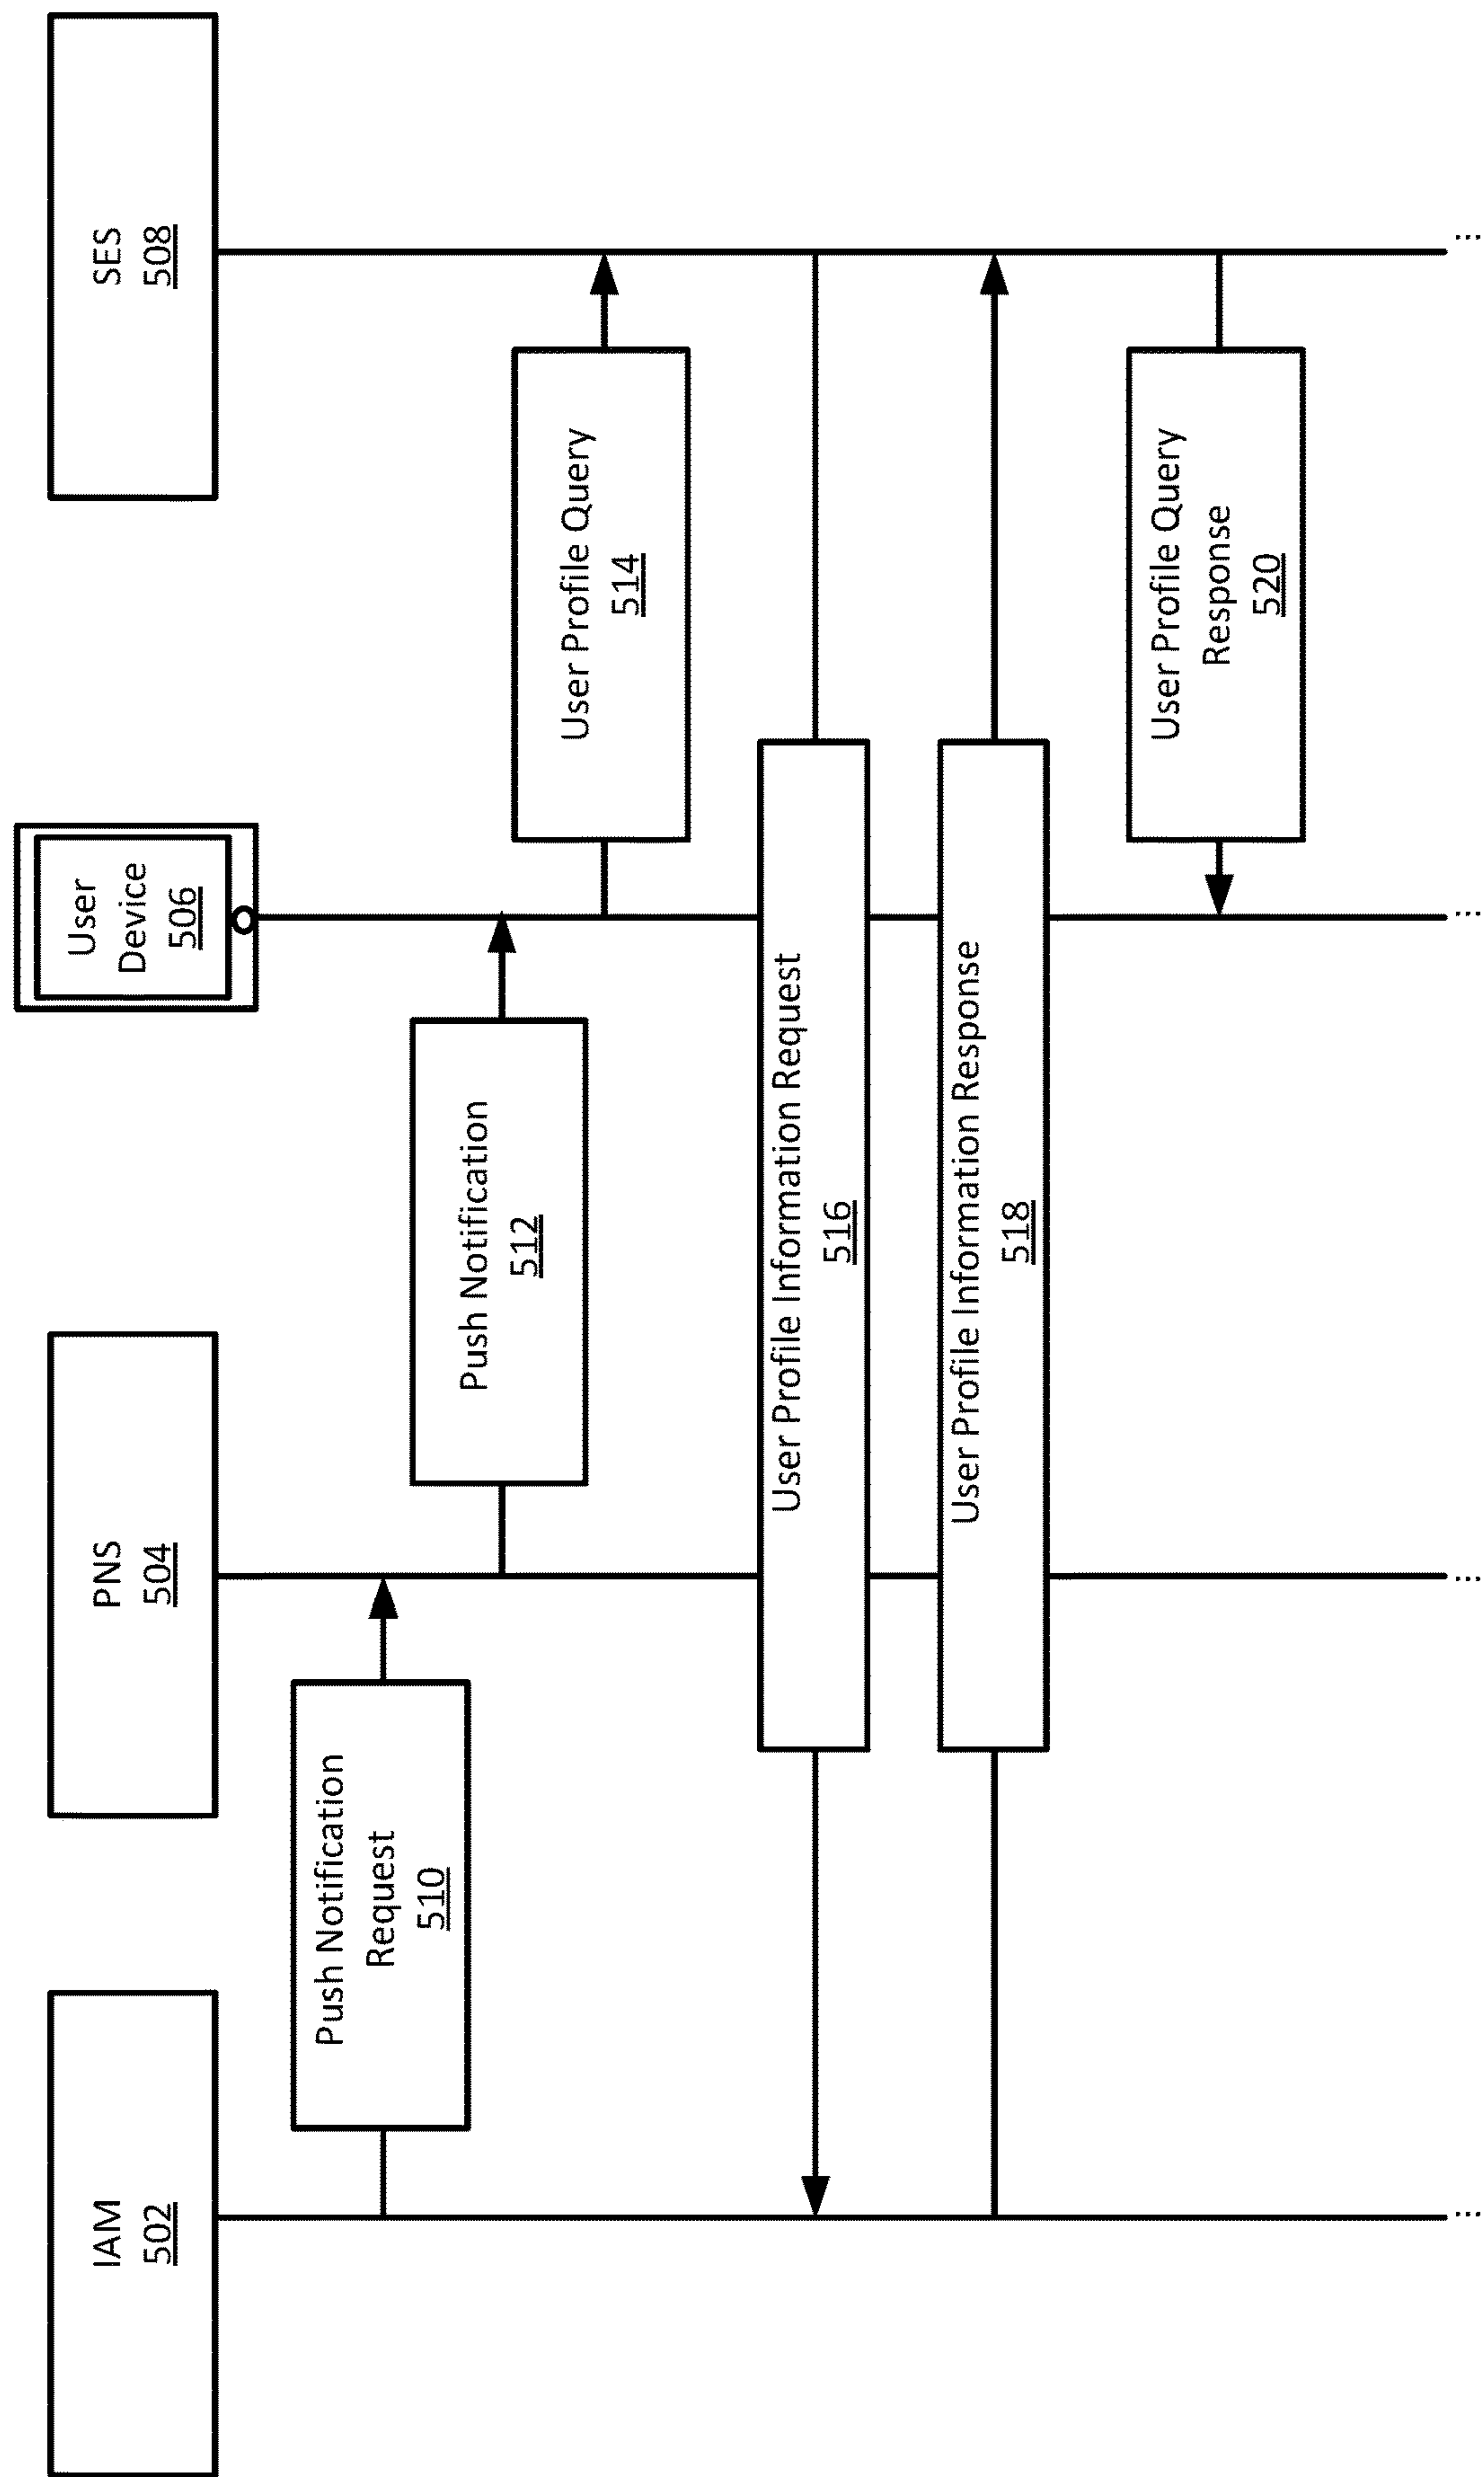 IAM
502
PNS
504
User
Device
506
SES
508
Push Notification
Request
510
Push Notification
512
User Profile Query
514
User Profile Information Request
516
User Profile Information Response
518
User Profile Query
Response
520
...
...
...
...